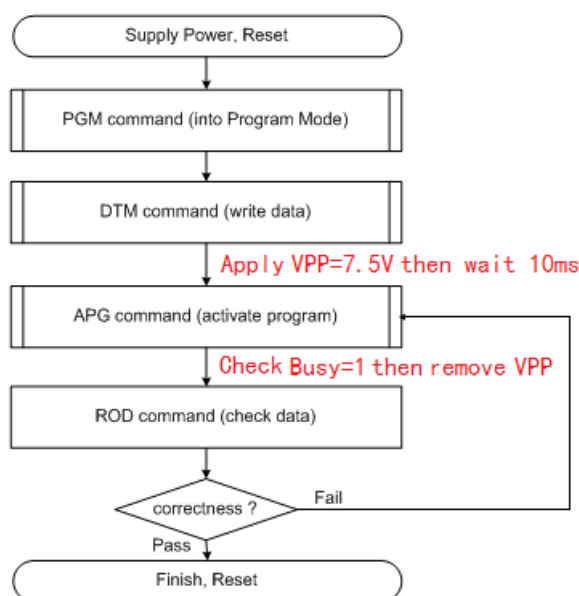 Supply Power, Reset
PGM command (into Program Mode)
DTM command (write data)
Apply VPP=7.5V then wait 10ms
APG command (activate program)
Check Busy=1 then remove VPP
ROD command (check data)
correctness ?
Fail
Pass
Finish, Reset